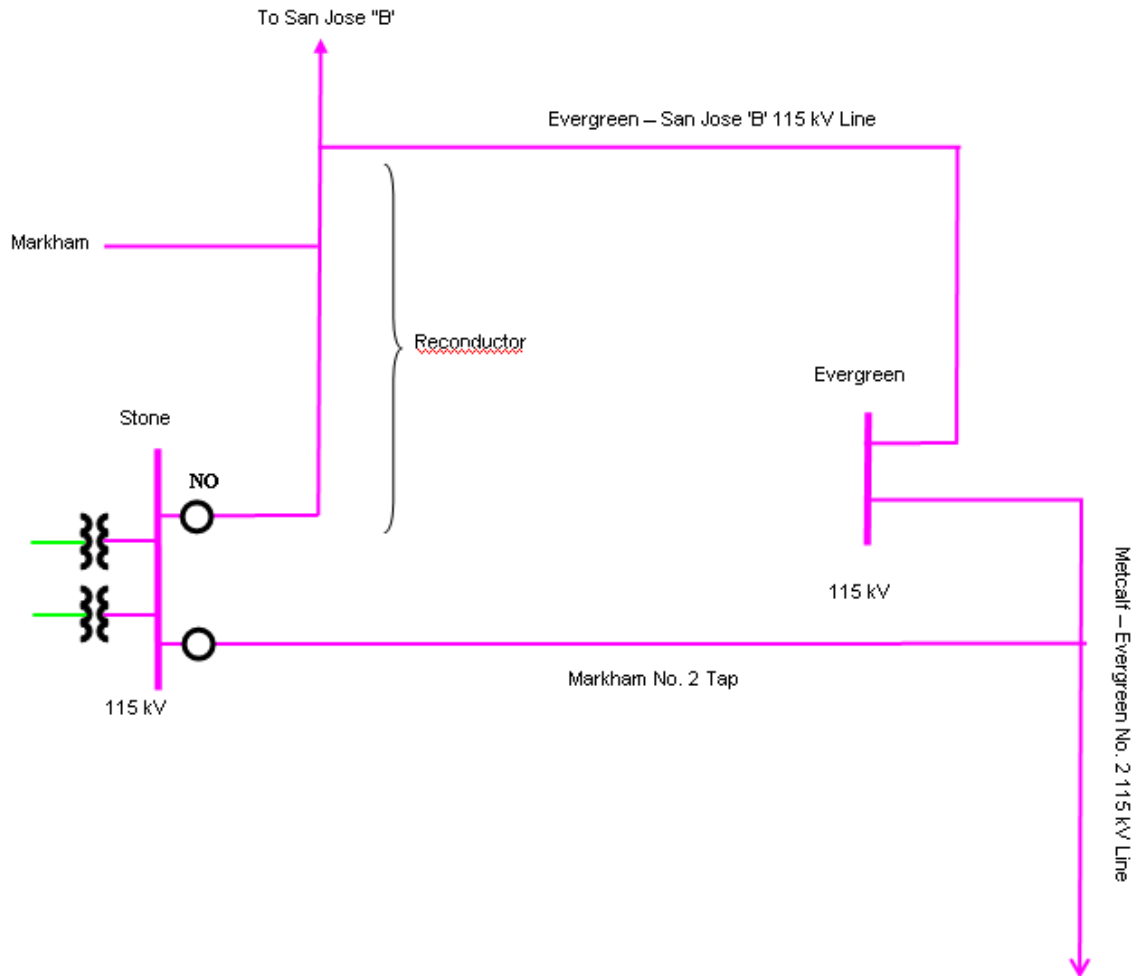 To San Jose "B'
Evergreen – San Jose 'B' 115 kV Line
Markham
Reconductor
Evergreen
Stone
NO
115 kV
Markham No. 2 Tap
115 kV
Metcalf – Evergreen No. 2 115 kV Line